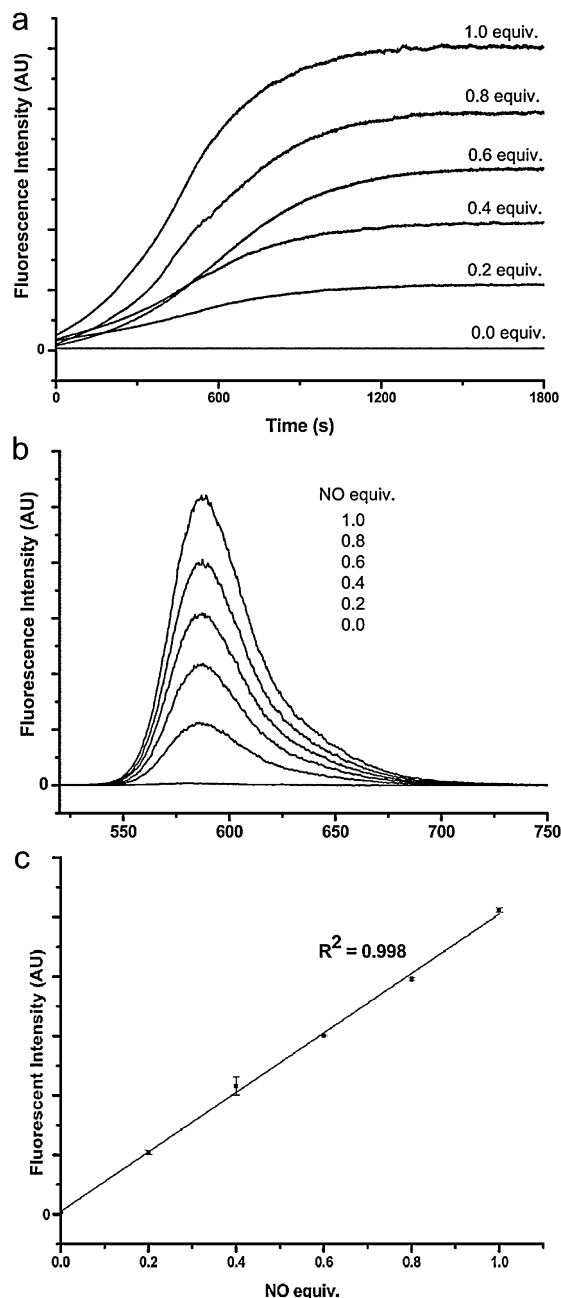 a
Fluorescence Intensity (AU)
1.0 equiv.
0.8 equiv.
0.6 equiv.
0.4 equiv.
0.2 equiv.
0.0 equiv.
0
0 600 1200 1800
Time (s)
b
Fluorescence Intensity (AU)
NO equiv.
1.0
0.8
0.6
0.4
0.2
0.0
0
550 600 650 700 750
c
Fluorescent Intensity (AU)
R² = 0.998
0
0.0 0.2 0.4 0.6 0.8 1.0
NO equiv.